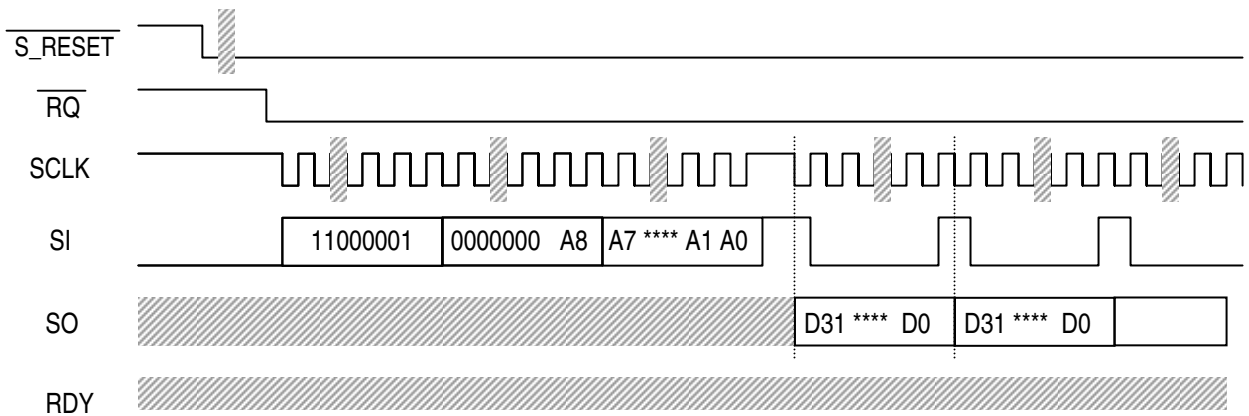 S_RESET
RQ
SCLK
SI 11000001 0000000 A8 A7 **** A1 A0
SO D31 **** D0 D31 **** D0
RDY